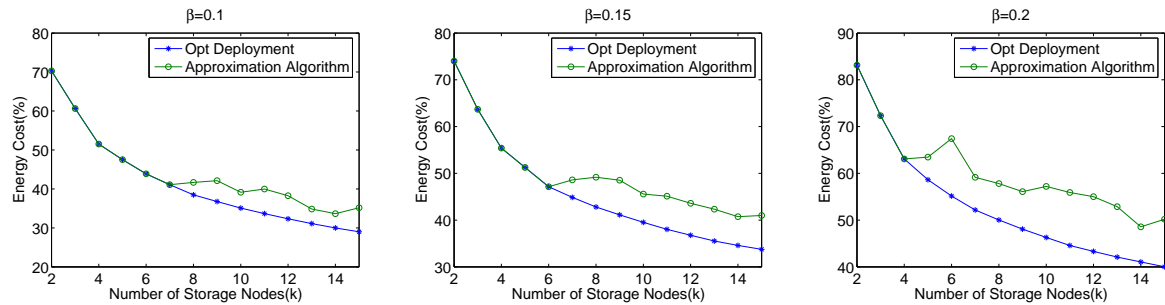 β=0.1
80
70
60
50
40
30
20
Energy Cost(%)
Opt Deployment
Approximation Algorithm
2 4 6 8 10 12 14
Number of Storage Nodes(k)
β=0.15
80
70
60
50
40
30
Energy Cost(%)
Opt Deployment
Approximation Algorithm
2 4 6 8 10 12 14
Number of Storage Nodes(k)
β=0.2
90
80
70
60
50
40
Energy Cost(%)
Opt Deployment
Approximation Algorithm
2 4 6 8 10 12 14
Number of Storage Nodes(k)